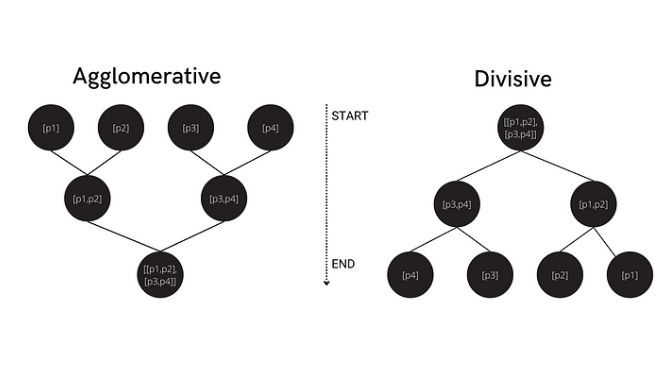 Agglomerative
[p1]
[p2]
[p3]
[p4]
[p1,p2]
[p3,p4]
[[p1,p2],
[p3,p4]]
START
END
Divisive
[[p1,p2],
[p3,p4]]
[p3,p4]
[p1,p2]
[p4]
[p3]
[p2]
[p1]